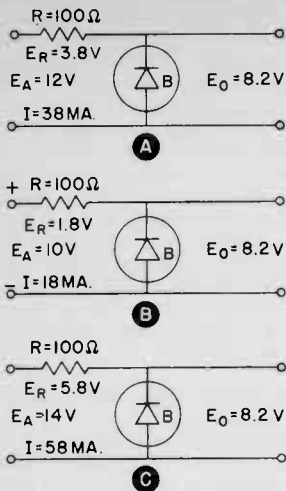 R=100Ω
E_R=3.8V
E_A=12V B E_O=8.2V
I=38MA.
A
+ R=100Ω
E_R=1.8V
E_A=10V B E_O=8.2V
– I=18MA.
B
R=100Ω
E_R=5.8V
E_A=14V B E_O=8.2V
I=58MA.
C